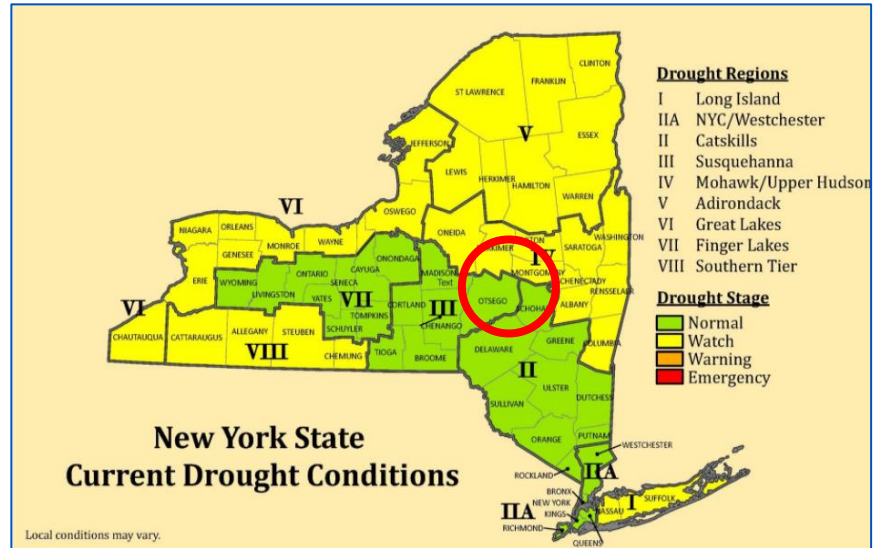 CLINTON
FRANKLIN
ST LAWRENCE
Drought Regions
I Long Island
IIA NYC/Westchester
II Catskills
III Susquehanna
IV Mohawk/Upper Hudson
V Adirondack
VI Great Lakes
VII Finger Lakes
VIII Southern Tier
Drought Stage
Normal
Watch
Warning
Emergency
V
ESSEX
JEFFERSON
LEWIS
HERKIMER
HAMILTON
WARREN
VI
OSWEGO
ONEIDA
WASHINGTON
NIAGARA
ORLEANS
MONROE
WAYNE
GENESEE
SARATOGA
IV
MONTGOMERY
ERIE
WYOMING
LIVINGSTON
ONTARIO
YATES
SENECA
CAYUGA
ONONDAGA
MADISON
Text
OTSEGO
SCHENECTADY
RENSSELAER
ALBANY
VII
TOMPKINS
CORTLAND
III
CHENANGO
SCHUYLER
VI
CHAUTAUQUA
CATTARAUGUS
ALLEGANY
STEUBEN
VIII
CHEMUNG
TIOGA
BROOME
DELAWARE
GREENE
COLUMBIA
II
ULSTER
SULLIVAN
DUTCHESS
ORANGE
PUTNAM
WESTCHESTER
ROCKLAND
IIA
BRONX
NEW YORK
IIA
KINGS
RICHMOND
QUEENS
NASSAU
I
SUFFOLK
New York State
Current Drought Conditions
Local conditions may vary.